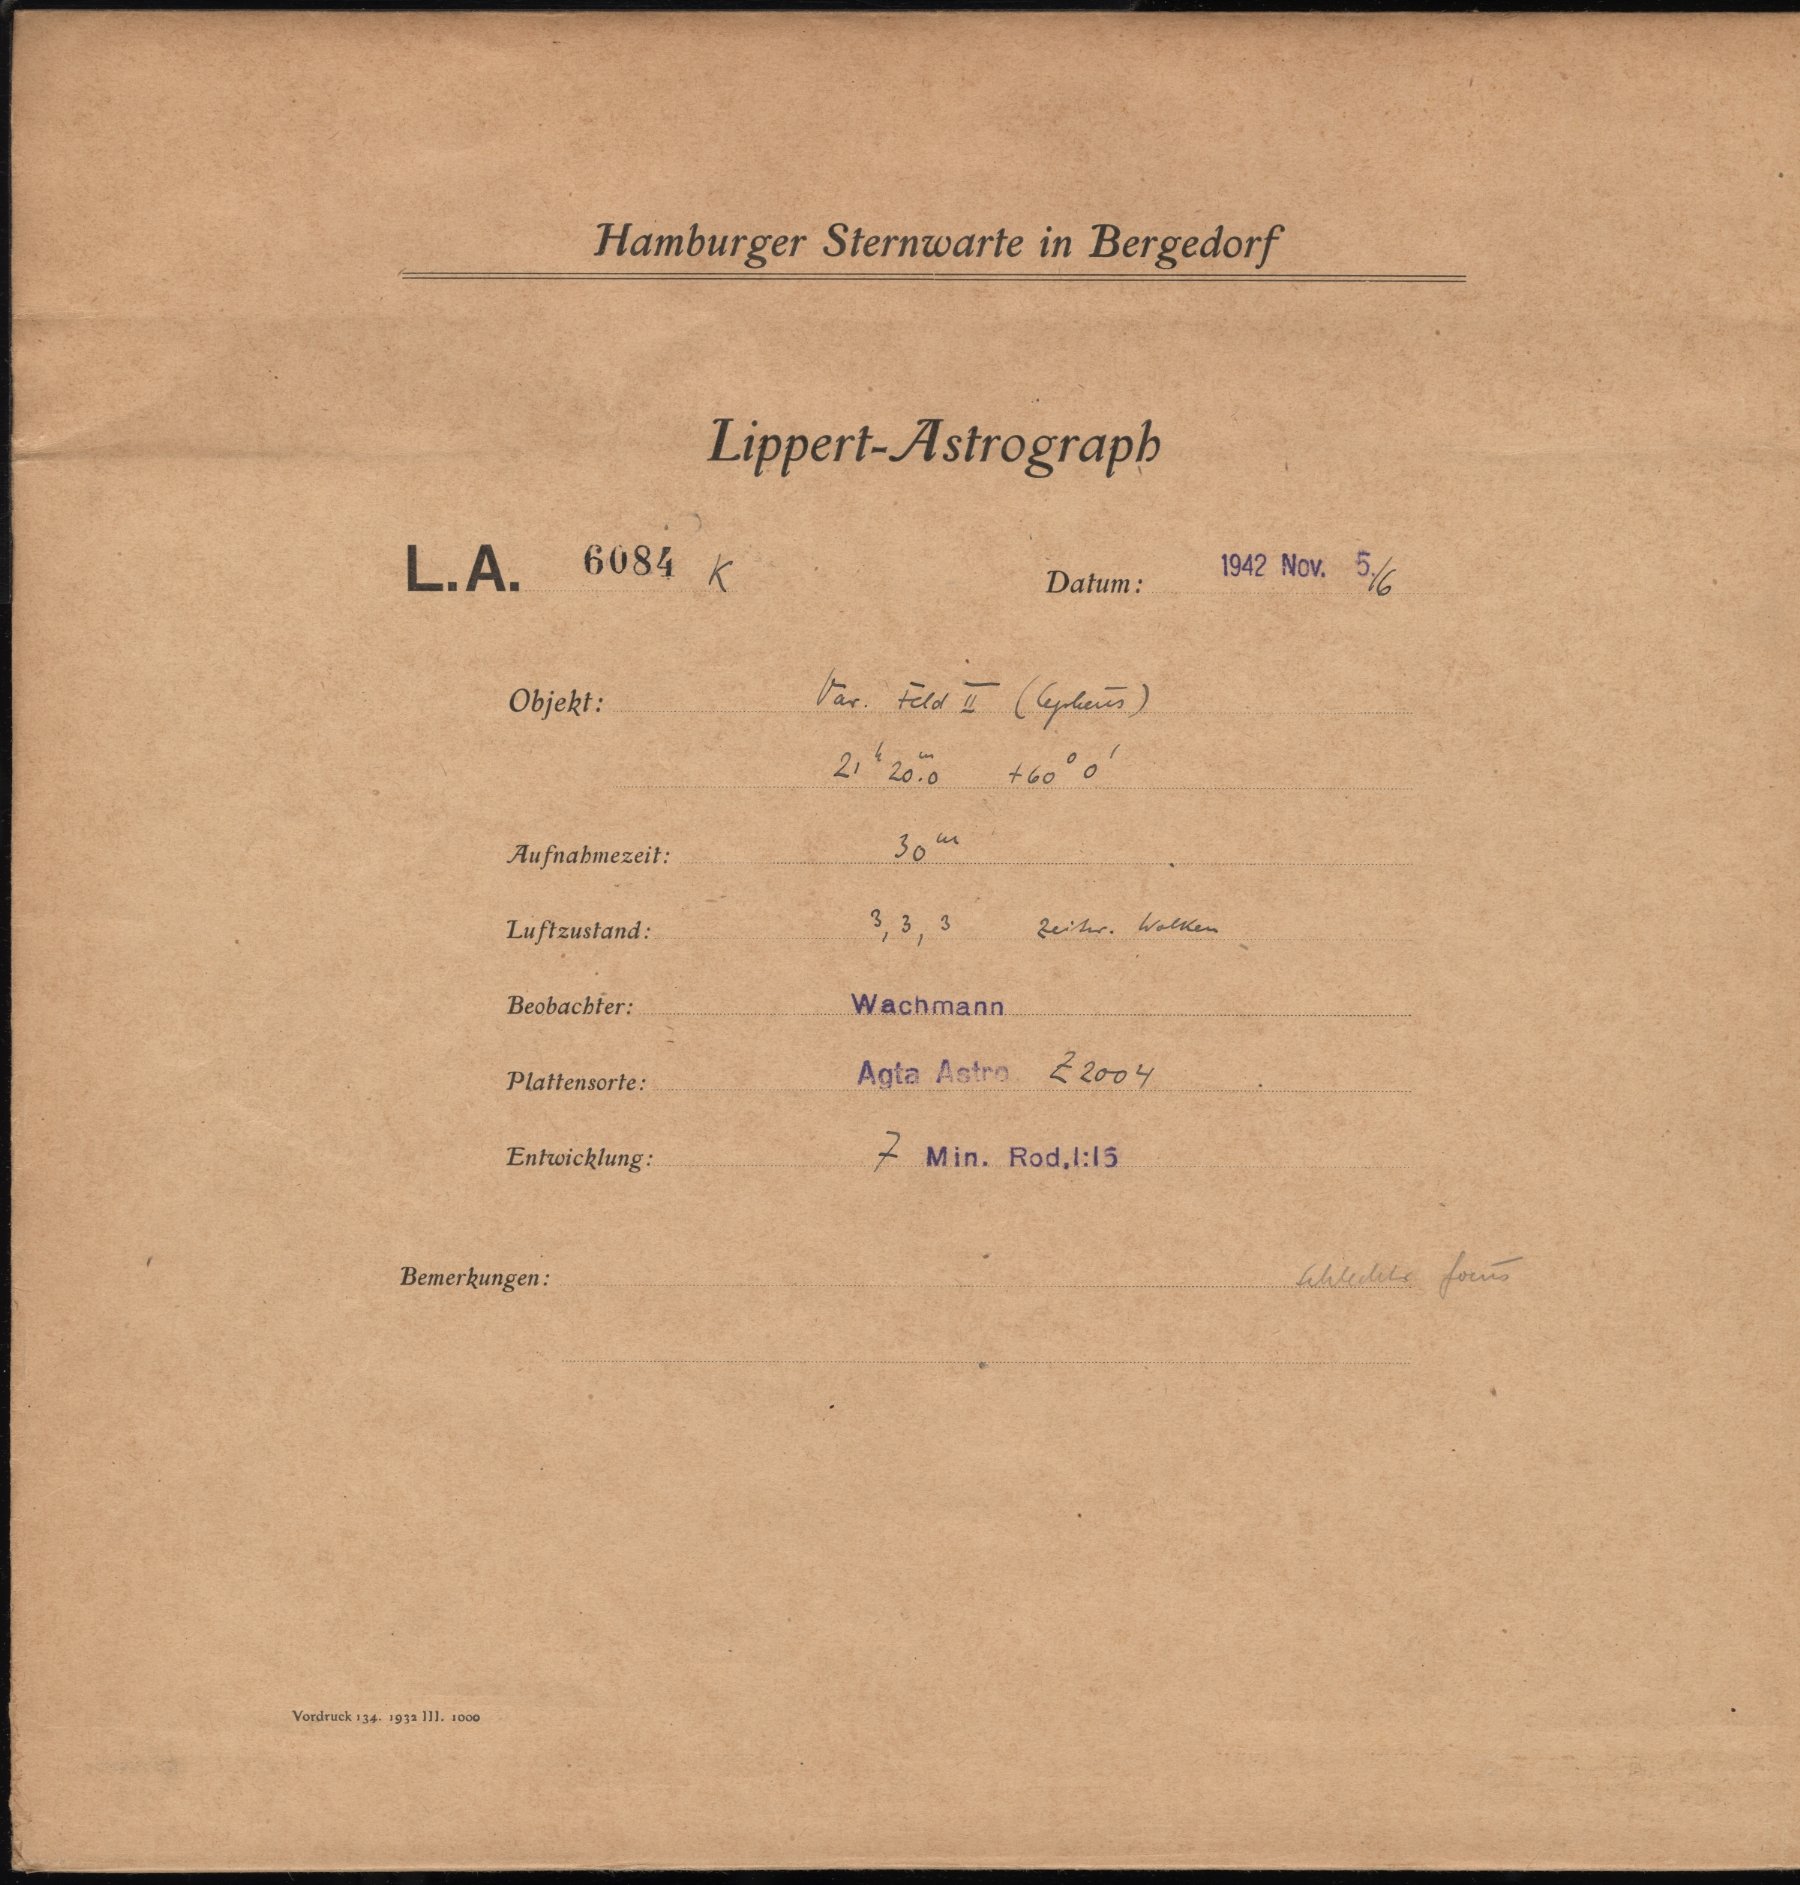 Hamburger Sternwarte in Bergedorf
Lippert-Astrograph
L.A. 6084 K Datum: 1942 Nov. 5./6
Objekt: Var. Feld II (Cepheus)
21ʰ 20ᵐ.0 +60° 0'
Aufnahmezeit: 30ᵐ
Luftzustand: 3, 3, 3 zeitw. Wolken
Beobachter: Wachmann
Plattensorte: Agfa Astro Z 2004
Entwicklung: 7 Min. Rod. 1:15
Bemerkungen: schlechter focus
Vordruck 134. 1932 III. 1000